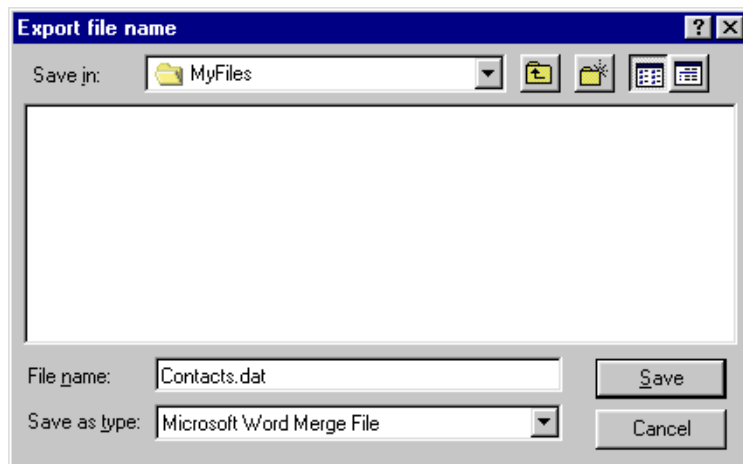 Export file name
Save in: MyFiles
File name: Contacts.dat
Save
Save as type: Microsoft Word Merge File
Cancel